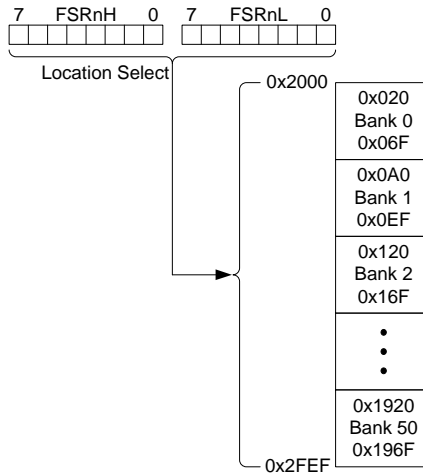 7 FSRnH 0 7 FSRnL 0
Location Select
0x2000
0x020
Bank 0
0x06F
0x0A0
Bank 1
0x0EF
0x120
Bank 2
0x16F
0x1920
Bank 50
0x196F
0x2FEF